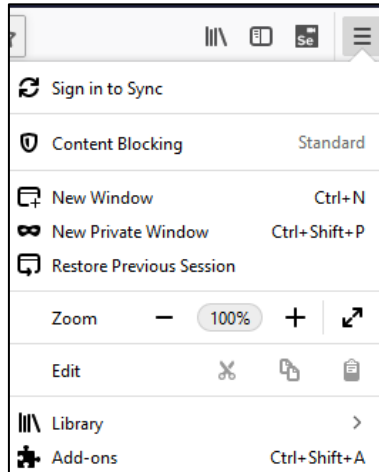 Se
Sign in to Sync
Content Blocking Standard
New Window Ctrl+N
New Private Window Ctrl+Shift+P
Restore Previous Session
Zoom − 100% +
Edit
Library >
Add-ons Ctrl+Shift+A